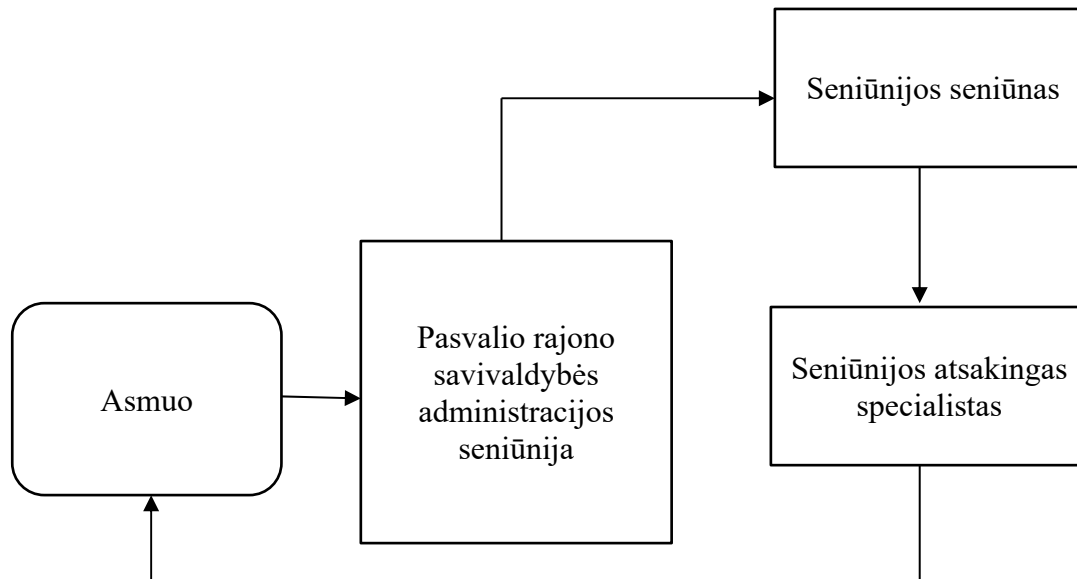 Seniūnijos seniūnas
Pasvalio rajono
savivaldybės
administracijos
seniūnija
Asmuo
Seniūnijos atsakingas
specialistas